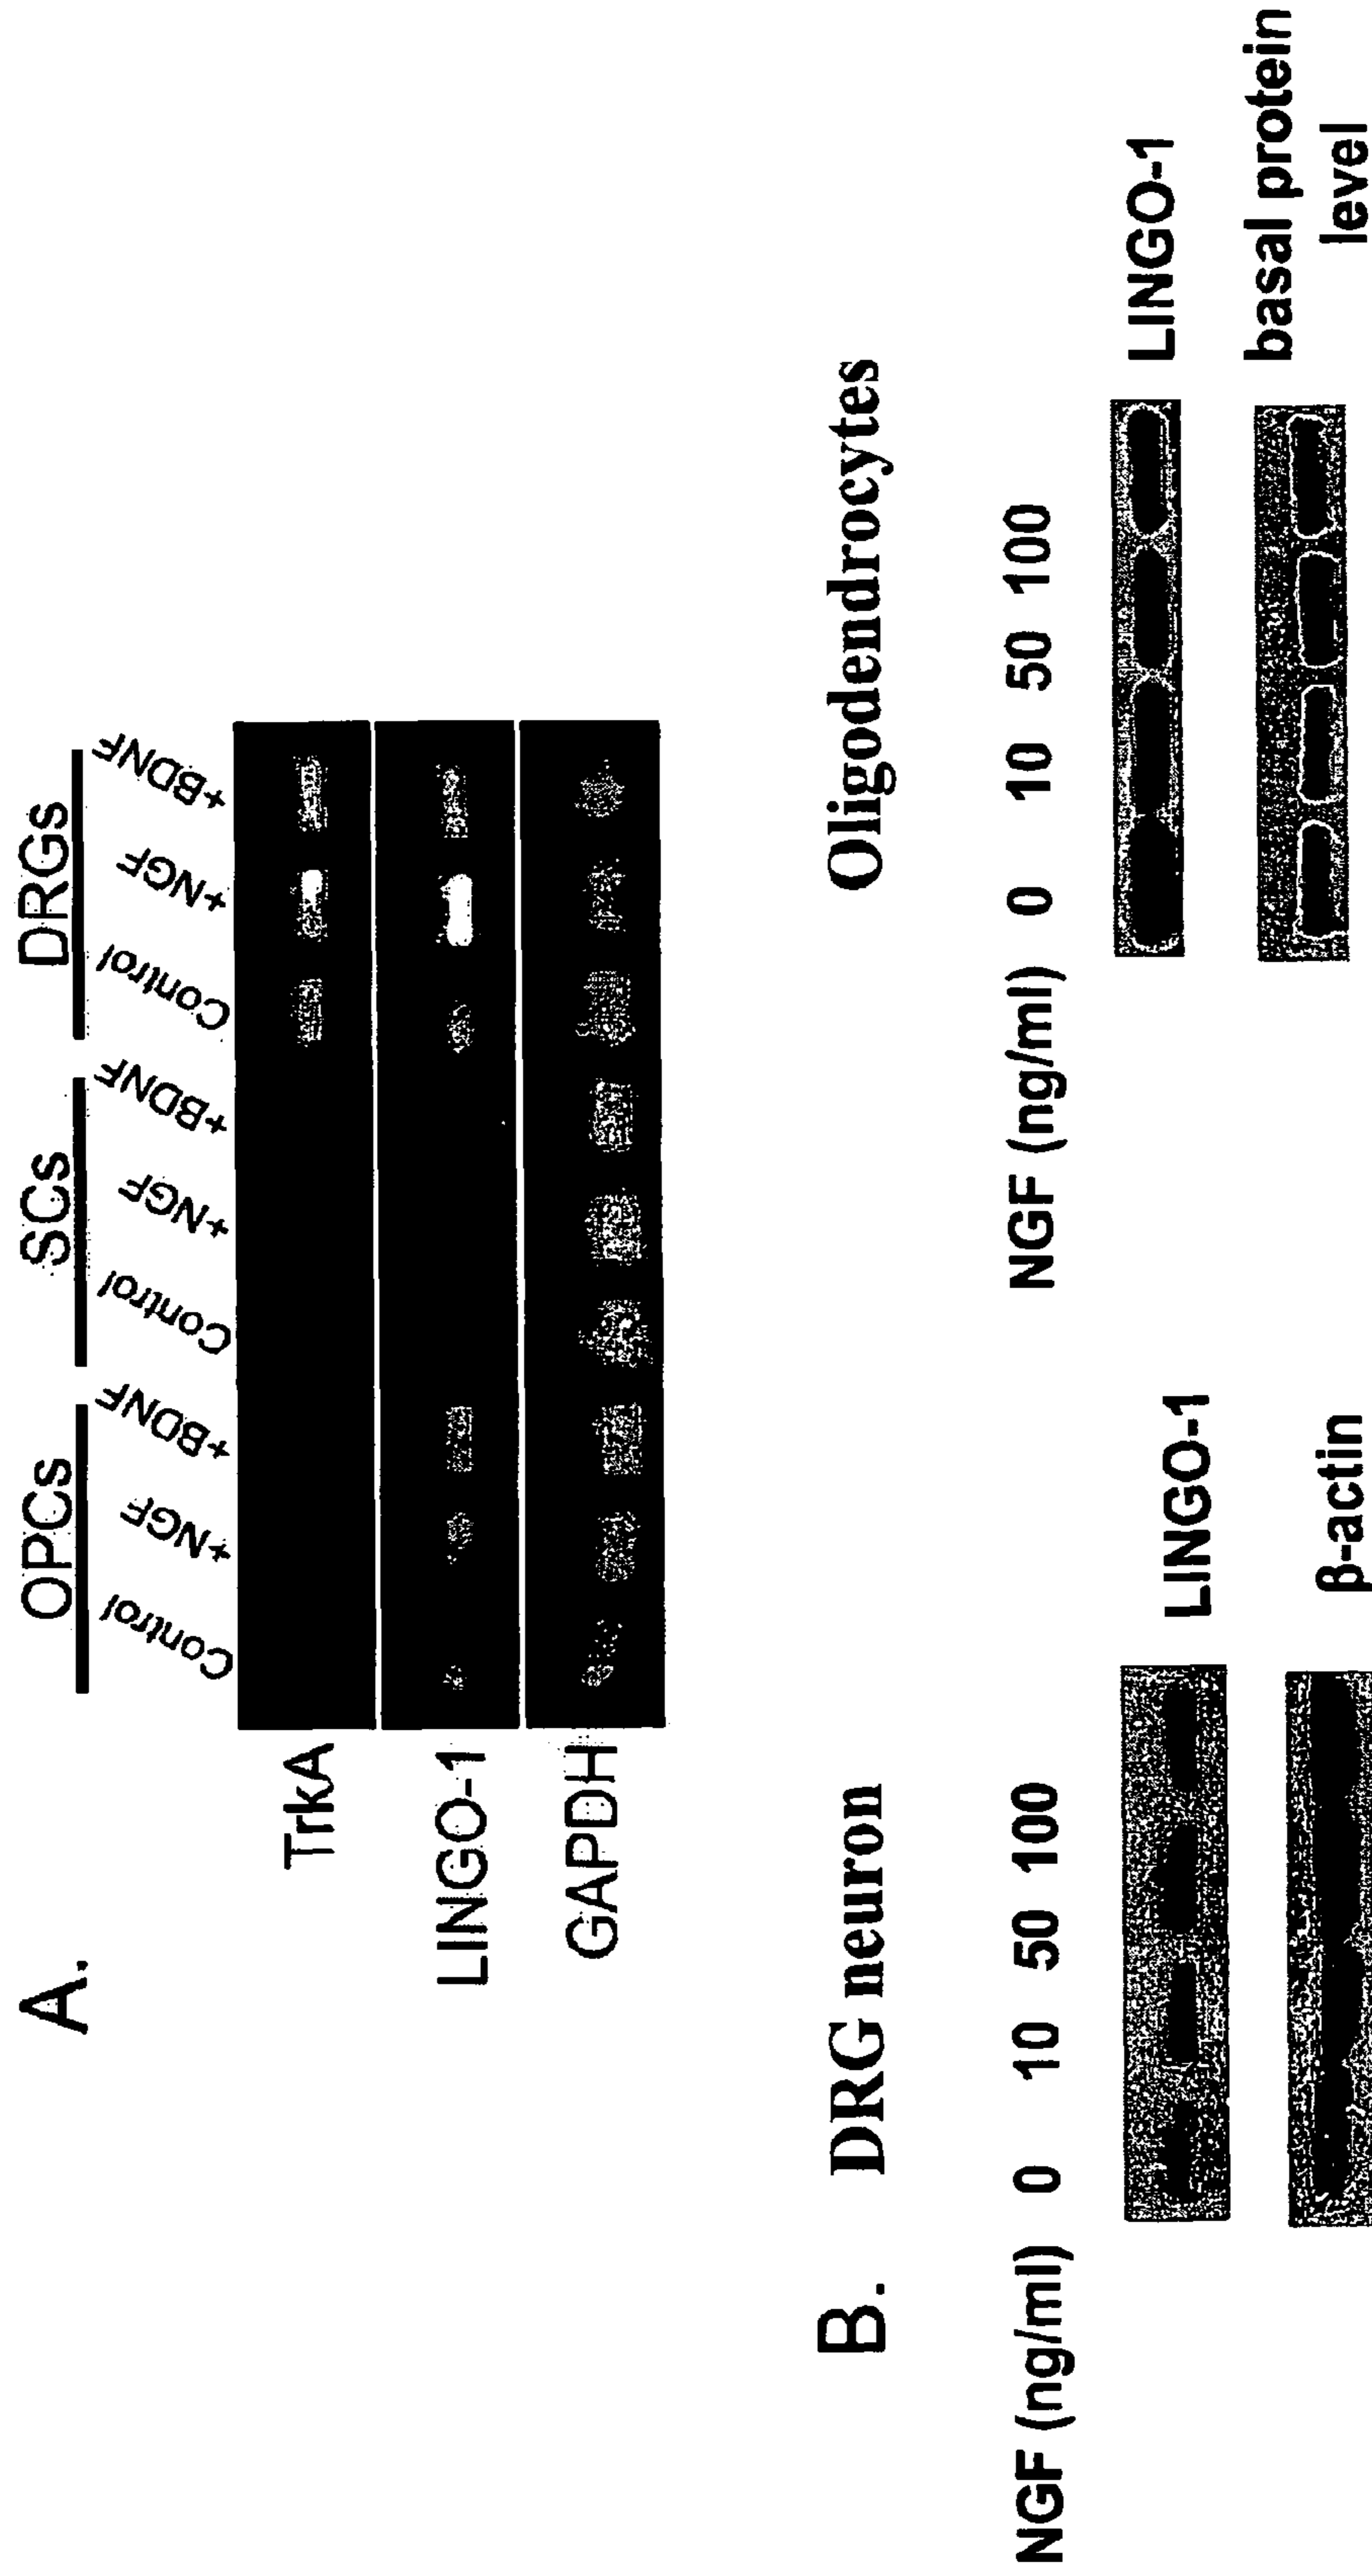 A.
OPCs SCs DRGs
Control +NGF +BDNF Control +NGF +BDNF Control +NGF +BDNF
TrkA
LINGO-1
GAPDH
B. DRG neuron Oligodendrocytes
NGF (ng/ml) 0 10 50 100 NGF (ng/ml) 0 10 50 100
LINGO-1 LINGO-1
β-actin basal protein
level